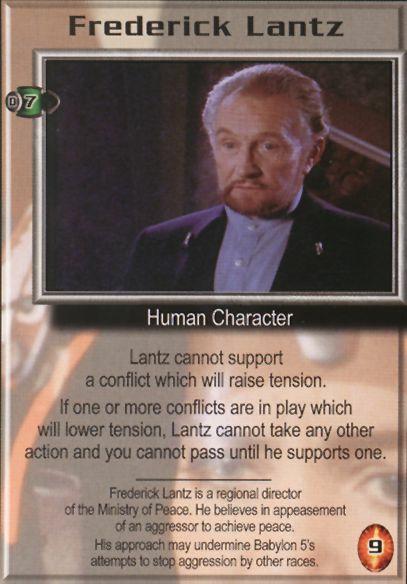 Frederick Lantz
0 7
Human Character
Lantz cannot support
a conflict which will raise tension.
If one or more conflicts are in play which
will lower tension, Lantz cannot take any other
action and you cannot pass until he supports one.
Frederick Lantz is a regional director
of the Ministry of Peace. He believes in appeasement
of an aggressor to achieve peace.
His approach may undermine Babylon 5's
attempts to stop aggression by other races.
9